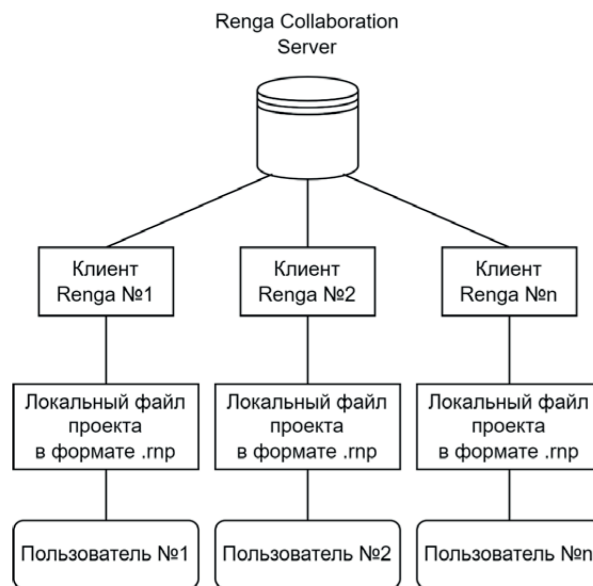 Renga Collaboration
Server
Клиент
Renga №1
Клиент
Renga №2
Клиент
Renga №n
Локальный файл
проекта
в формате .rnp
Локальный файл
проекта
в формате .rnp
Локальный файл
проекта
в формате .rnp
Пользователь №1
Пользователь №2
Пользователь №n